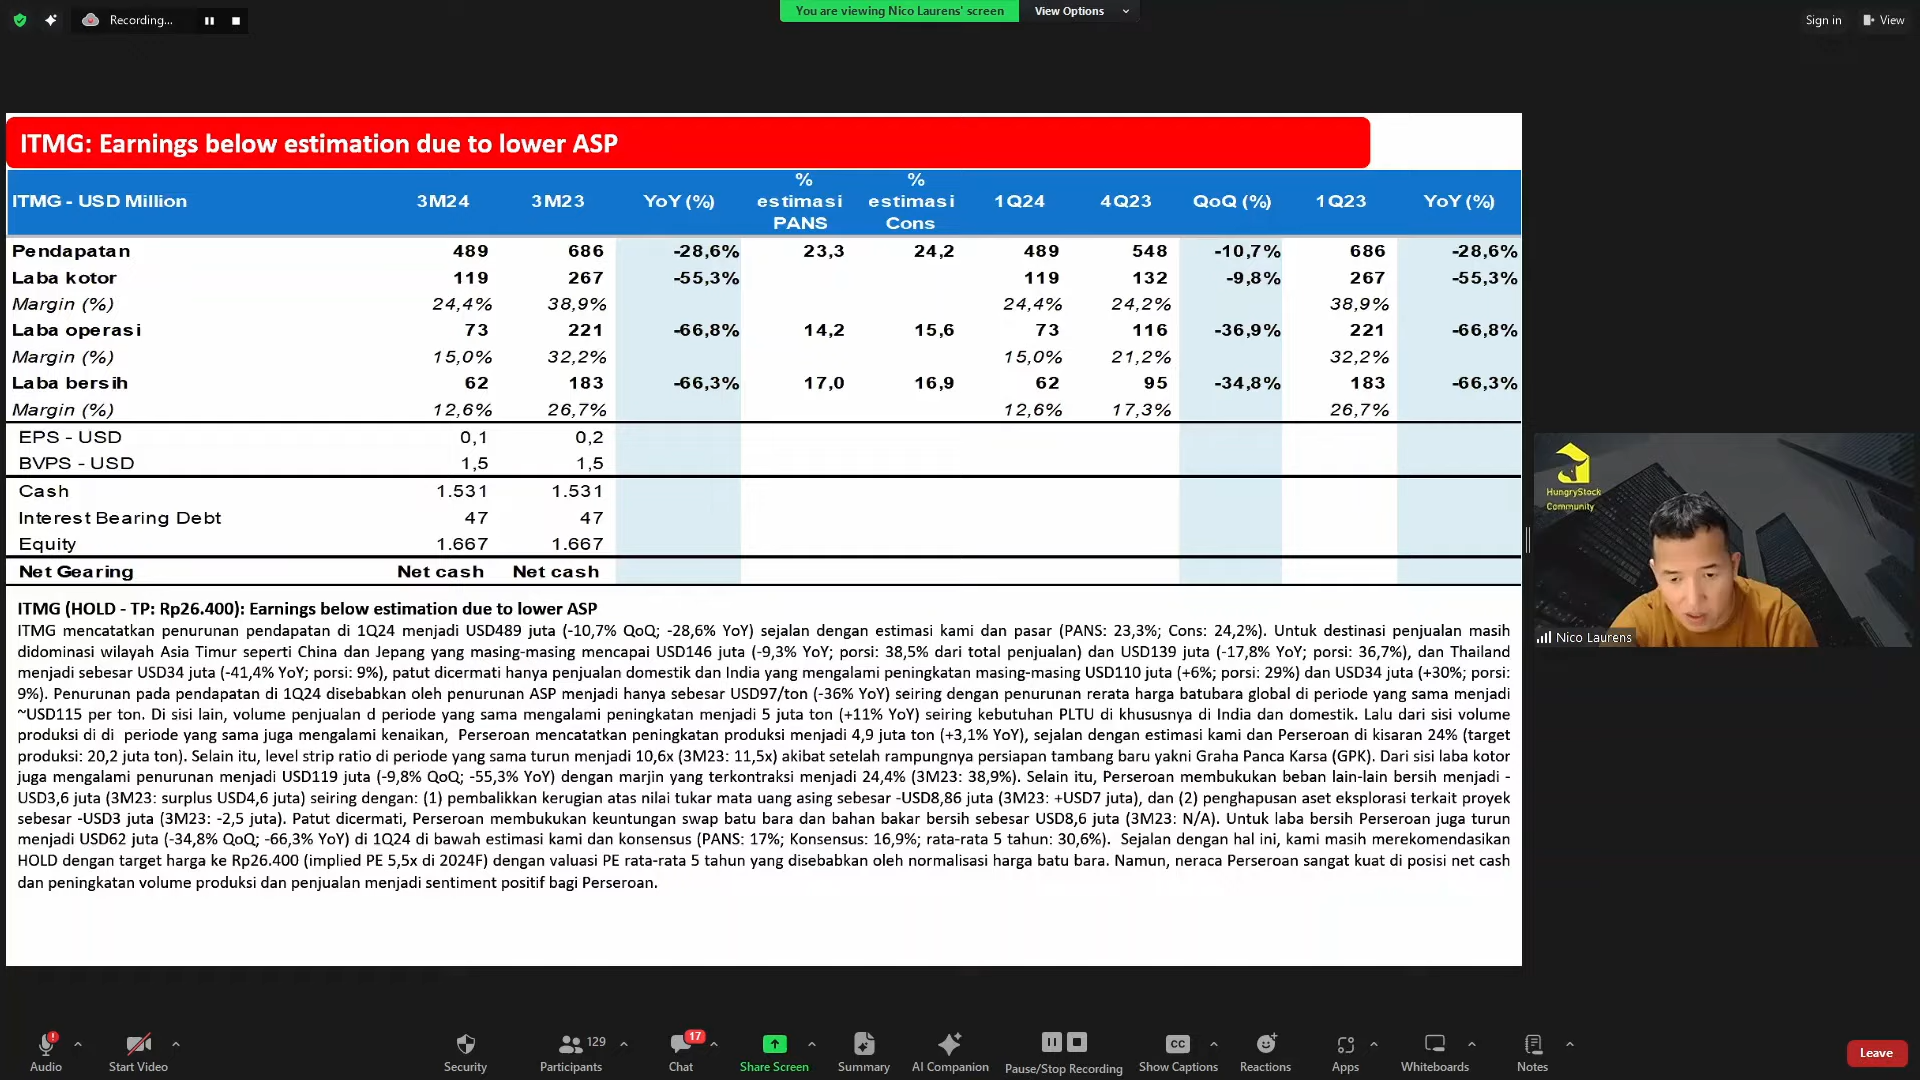 Recording...
You are viewing Nico Laurens' screen
View Options
Sign in
View
ITMG: Earnings below estimation due to lower ASP
ITMG - USD Million 3M24 3M23 YoY (%) % estimasi PANS % estimasi Cons 1Q24 4Q23 QoQ (%) 1Q23 YoY (%)
Pendapatan 489 686 -28,6% 23,3 24,2 489 548 -10,7% 686 -28,6%
Laba kotor 119 267 -55,3% 119 132 -9,8% 267 -55,3%
Margin (%) 24,4% 38,9% 24,4% 24,2% 38,9%
Laba operasi 73 221 -66,8% 14,2 15,6 73 116 -36,9% 221 -66,8%
Margin (%) 15,0% 32,2% 15,0% 21,2% 32,2%
Laba bersih 62 183 -66,3% 17,0 16,9 62 95 -34,8% 183 -66,3%
Margin (%) 12,6% 26,7% 12,6% 17,3% 26,7%
EPS - USD 0,1 0,2
BVPS - USD 1,5 1,5
Cash 1.531 1.531
Interest Bearing Debt 47 47
Equity 1.667 1.667
Net Gearing Net cash Net cash
ITMG (HOLD - TP: Rp26.400): Earnings below estimation due to lower ASP
ITMG mencatatkan penurunan pendapatan di 1Q24 menjadi USD489 juta (-10,7% QoQ; -28,6% YoY) sejalan dengan estimasi kami dan pasar (PANS: 23,3%; Cons: 24,2%). Untuk destinasi penjualan masih
didominasi wilayah Asia Timur seperti China dan Jepang yang masing-masing mencapai USD146 juta (-9,3% YoY; porsi: 38,5% dari total penjualan) dan USD139 juta (-17,8% YoY; porsi: 36,7%), dan Thailand
menjadi sebesar USD34 juta (-41,4% YoY; porsi: 9%), patut dicermati hanya penjualan domestik dan India yang mengalami peningkatan masing-masing USD110 juta (+6%; porsi: 29%) dan USD34 juta (+30%; porsi:
9%). Penurunan pada pendapatan di 1Q24 disebabkan oleh penurunan ASP menjadi hanya sebesar USD97/ton (-36% YoY) seiring dengan penurunan rerata harga batubara global di periode yang sama menjadi
~USD115 per ton. Di sisi lain, volume penjualan d periode yang sama mengalami peningkatan menjadi 5 juta ton (+11% YoY) seiring kebutuhan PLTU di khususnya di India dan domestik. Lalu dari sisi volume
produksi di di periode yang sama juga mengalami kenaikan, Perseroan mencatatkan peningkatan produksi menjadi 4,9 juta ton (+3,1% YoY), sejalan dengan estimasi kami dan Perseroan di kisaran 24% (target
produksi: 20,2 juta ton). Selain itu, level strip ratio di periode yang sama turun menjadi 10,6x (3M23: 11,5x) akibat setelah rampungnya persiapan tambang baru yakni Graha Panca Karsa (GPK). Dari sisi laba kotor
juga mengalami penurunan menjadi USD119 juta (-9,8% QoQ; -55,3% YoY) dengan marjin yang terkontraksi menjadi 24,4% (3M23: 38,9%). Selain itu, Perseroan membukukan beban lain-lain bersih menjadi -
USD3,6 juta (3M23: surplus USD4,6 juta) seiring dengan: (1) pembalikkan kerugian atas nilai tukar mata uang asing sebesar -USD8,86 juta (3M23: +USD7 juta), dan (2) penghapusan aset eksplorasi terkait proyek
sebesar -USD3 juta (3M23: -2,5 juta). Patut dicermati, Perseroan membukukan keuntungan swap batu bara dan bahan bakar bersih sebesar USD8,6 juta (3M23: N/A). Untuk laba bersih Perseroan juga turun
menjadi USD62 juta (-34,8% QoQ; -66,3% YoY) di 1Q24 di bawah estimasi kami dan konsensus (PANS: 17%; Konsensus: 16,9%; rata-rata 5 tahun: 30,6%). Sejalan dengan hal ini, kami masih merekomendasikan
HOLD dengan target harga ke Rp26.400 (implied PE 5,5x di 2024F) dengan valuasi PE rata-rata 5 tahun yang disebabkan oleh normalisasi harga batu bara. Namun, neraca Perseroan sangat kuat di posisi net cash
dan peningkatan volume produksi dan penjualan menjadi sentiment positif bagi Perseroan.
HungryStock
Community
Nico Laurens
129
17
CC
Audio
Start Video
Security
Participants
Chat
Share Screen
Summary
AI Companion
Pause/Stop Recording
Show Captions
Reactions
Apps
Whiteboards
Notes
Leave